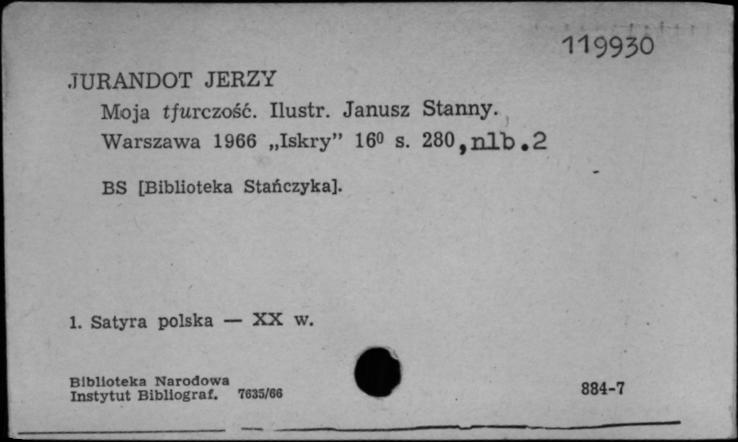 119930
JURANDOT JERZY
Moja tfurczość. Ilustr. Janusz Stanny.
Warszawa 1966 „Iskry” 16⁰ s. 280, nlb. 2
BS [Biblioteka Stańczyka].
1. Satyra polska — XX w.
Biblioteka Narodowa
Instytut Bibliograf. 7635/66
884-7